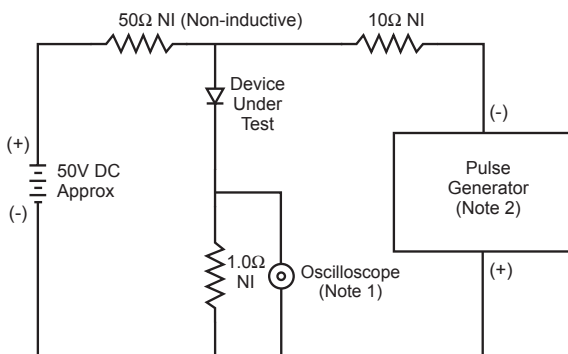 50Ω NI (Non-inductive)
10Ω NI
Device
Under
Test
(+)
50V DC
Approx
(-)
(-)
Pulse
Generator
(Note 2)
(+)
1.0Ω
NI
Oscilloscope
(Note 1)